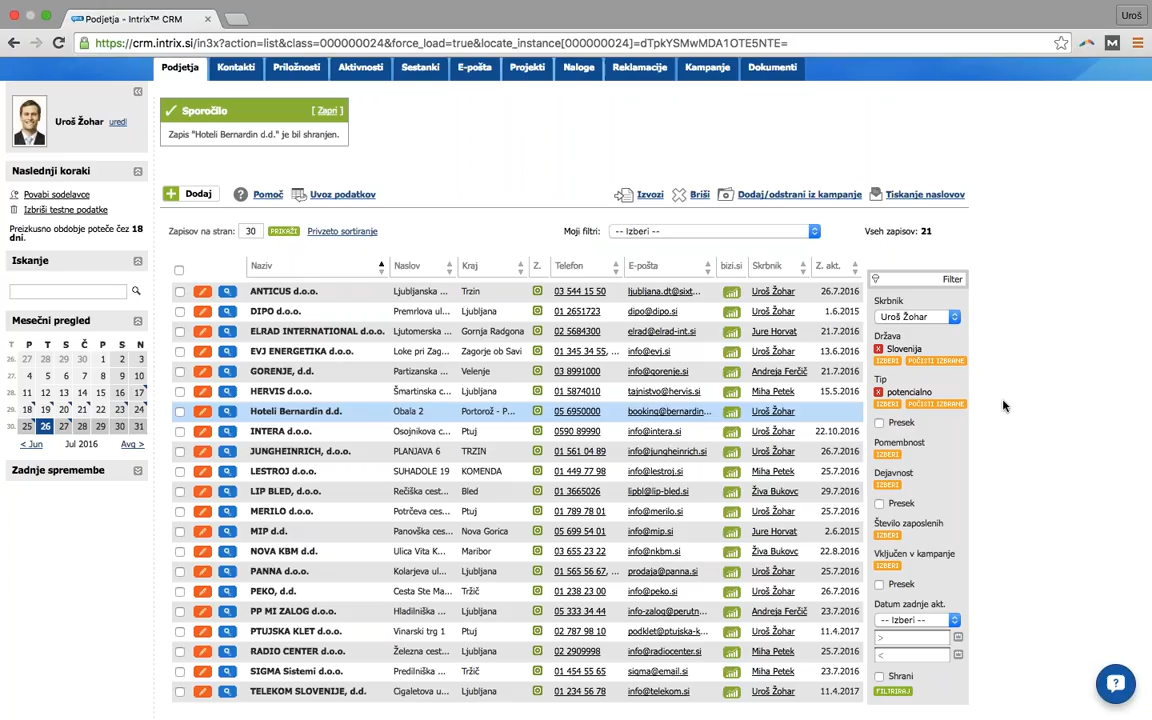 Podjetja - Intrix™ CRM
Uroš
https://crm.intrix.si/in3x?action=list&class=000000024&force_load=true&locate_instance[000000024]=dTpkYSMwMDA1OTE5NTE=
Podjetja Kontakti Priložnosti Aktivnosti Sestanki E-pošta Projekti Naloge Reklamacije Kampanje Dokumenti
Uroš Žohar uredi
Naslednji koraki
Povabi sodelavce
Izbriši testne podatke
Preizkusno obdobje poteče čez 18
dni.
Iskanje
Mesečni pregled
T P T S Č P S N
26. 27 28 29 30 1 2 3
27. 4 5 6 7 8 9 10
28. 11 12 13 14 15 16 17
29. 18 19 20 21 22 23 24
30. 25 26 27 28 29 30 31
< Jun Jul 2016 Avg >
Zadnje spremembe
Sporočilo [ Zapri ]
Zapis "Hoteli Bernardin d.d." je bil shranjen.
Dodaj Pomoč Uvoz podatkov Izvozi Briši Dodaj/odstrani iz kampanje Tiskanje naslovov
Zapisov na stran: 30 PRIKAŽI Privzeto sortiranje Moji filtri: -- Izberi -- Vseh zapisov: 21
Naziv Naslov Kraj Z. Telefon E-pošta bizi.si Skrbnik Z. akt.
ANTICUS d.o.o. Ljubljanska ... Trzin 03 544 15 50 ljubljana.dt@sixt... Uroš Žohar 26.7.2016
DIPO d.o.o. Premrlova ul... Ljubljana 01 2651723 dipo@dipo.si Uroš Žohar 1.6.2015
ELRAD INTERNATIONAL d.o.o. Ljutomerska ... Gornja Radgona 02 5684300 elrad@elrad-int.si Jure Horvat 21.7.2016
EVJ ENERGETIKA d.o.o. Loke pri Zag... Zagorje ob Savi 01 345 34 55, ... info@evj.si Uroš Žohar 13.6.2016
GORENJE, d.d. Partizanska ... Velenje 03 8991000 info@gorenje.si Andreja Ferčič 21.7.2016
HERVIS d.o.o. Šmartinska c... Ljubljana 01 5874010 tajnistvo@hervis.si Miha Petek 15.5.2016
Hoteli Bernardin d.d. Obala 2 Portorož - P... 05 6950000 booking@bernardin... Uroš Žohar
INTERA d.o.o. Osojnikova c... Ptuj 0590 89990 info@intera.si Uroš Žohar 22.10.2016
JUNGHEINRICH, d.o.o. PLANJAVA 6 TRZIN 01 561 04 89 info@jungheinrich.si Uroš Žohar 26.7.2016
LESTROJ d.o.o. SUHADOLE 19 KOMENDA 01 449 77 98 info@lestroj.si Miha Petek 25.7.2016
LIP BLED, d.o.o. Rečiška cest... Bled 01 3665026 lipbl@lip-bled.si Živa Bukovc 29.7.2016
MERILO d.o.o. Potrčeva ces... Ptuj 01 789 78 01 info@merilo.si Uroš Žohar 25.7.2016
MIP d.d. Panovška ces... Nova Gorica 05 699 54 01 info@mip.si Jure Horvat 2.6.2015
NOVA KBM d.d. Ulica Vita K... Maribor 03 655 23 22 info@nkbm.si Živa Bukovc 22.8.2016
PANNA d.o.o. Kolarjeva ul... Ljubljana 01 565 56 67, ... prodaja@panna.si Uroš Žohar 25.7.2016
PEKO, d.d. Cesta Ste Ma... Tržič 01 238 23 00 info@peko.si Uroš Žohar 25.7.2016
PP MI ZALOG d.o.o. Hladilniška ... Ljubljana 05 333 34 44 info-zalog@perutn... Andreja Ferčič 23.7.2016
PTUJSKA KLET d.o.o. Vinarski trg 1 Ptuj 02 787 98 10 podklet@ptujska-k... Uroš Žohar 11.4.2017
RADIO CENTER d.o.o. Železna cest... Ljubljana 02 2909998 info@radiocenter.si Miha Petek 25.7.2016
SIGMA Sistemi d.o.o. Predilniška ... Tržič 01 454 55 65 sigma@email.si Miha Petek 23.7.2016
TELEKOM SLOVENIJE, d.d. Cigaletova u... Ljubljana 01 234 56 78 info@telekom.si Uroš Žohar 11.4.2017
Filter
Skrbnik
Uroš Žohar
Država
Slovenija
IZBERI POČISTI IZBRANE
Tip
potencialno
IZBERI POČISTI IZBRANE
Presek
Pomembnost
IZBERI
Dejavnost
IZBERI
Presek
Število zaposlenih
IZBERI
Vključen v kampanje
IZBERI
Presek
Datum zadnje akt.
-- Izberi --
>
<
Shrani
FILTRIRAJ